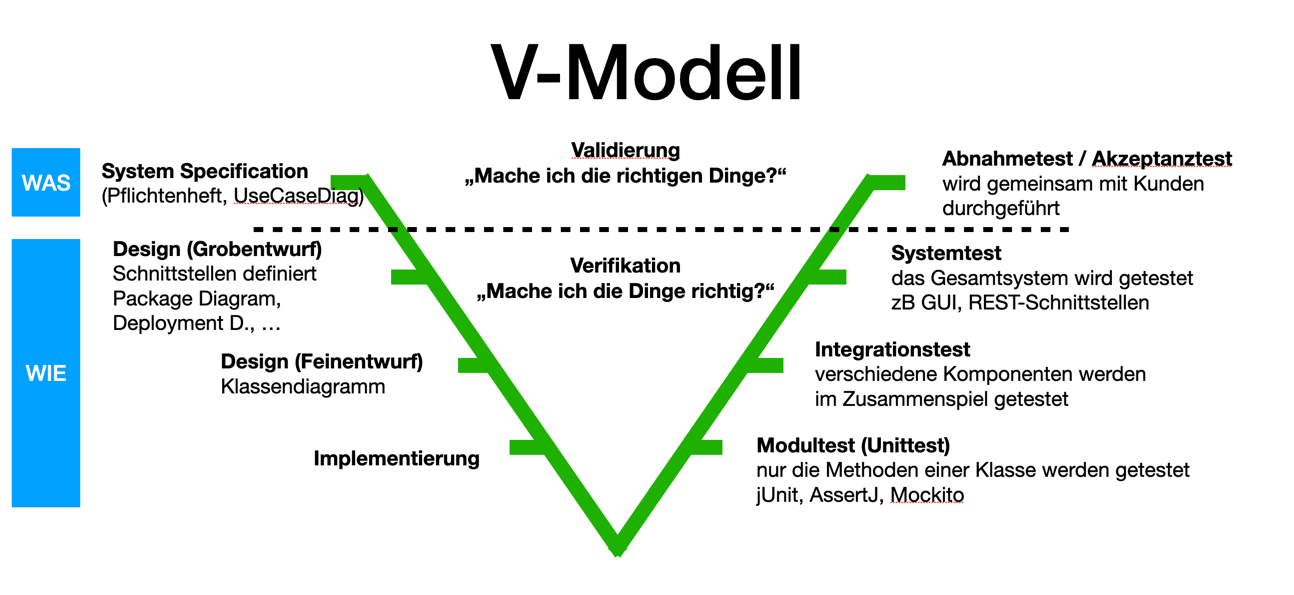 V-Modell
WAS
System Specification
(Pflichtenheft, UseCaseDiag)
Validierung
„Mache ich die richtigen Dinge?“
Abnahmetest / Akzeptanztest
wird gemeinsam mit Kunden
durchgeführt
WIE
Design (Grobentwurf)
Schnittstellen definiert
Package Diagram,
Deployment D., …
Verifikation
„Mache ich die Dinge richtig?“
Systemtest
das Gesamtsystem wird getestet
zB GUI, REST-Schnittstellen
Design (Feinentwurf)
Klassendiagramm
Integrationstest
verschiedene Komponenten werden
im Zusammenspiel getestet
Implementierung
Modultest (Unittest)
nur die Methoden einer Klasse werden getestet
jUnit, AssertJ, Mockito